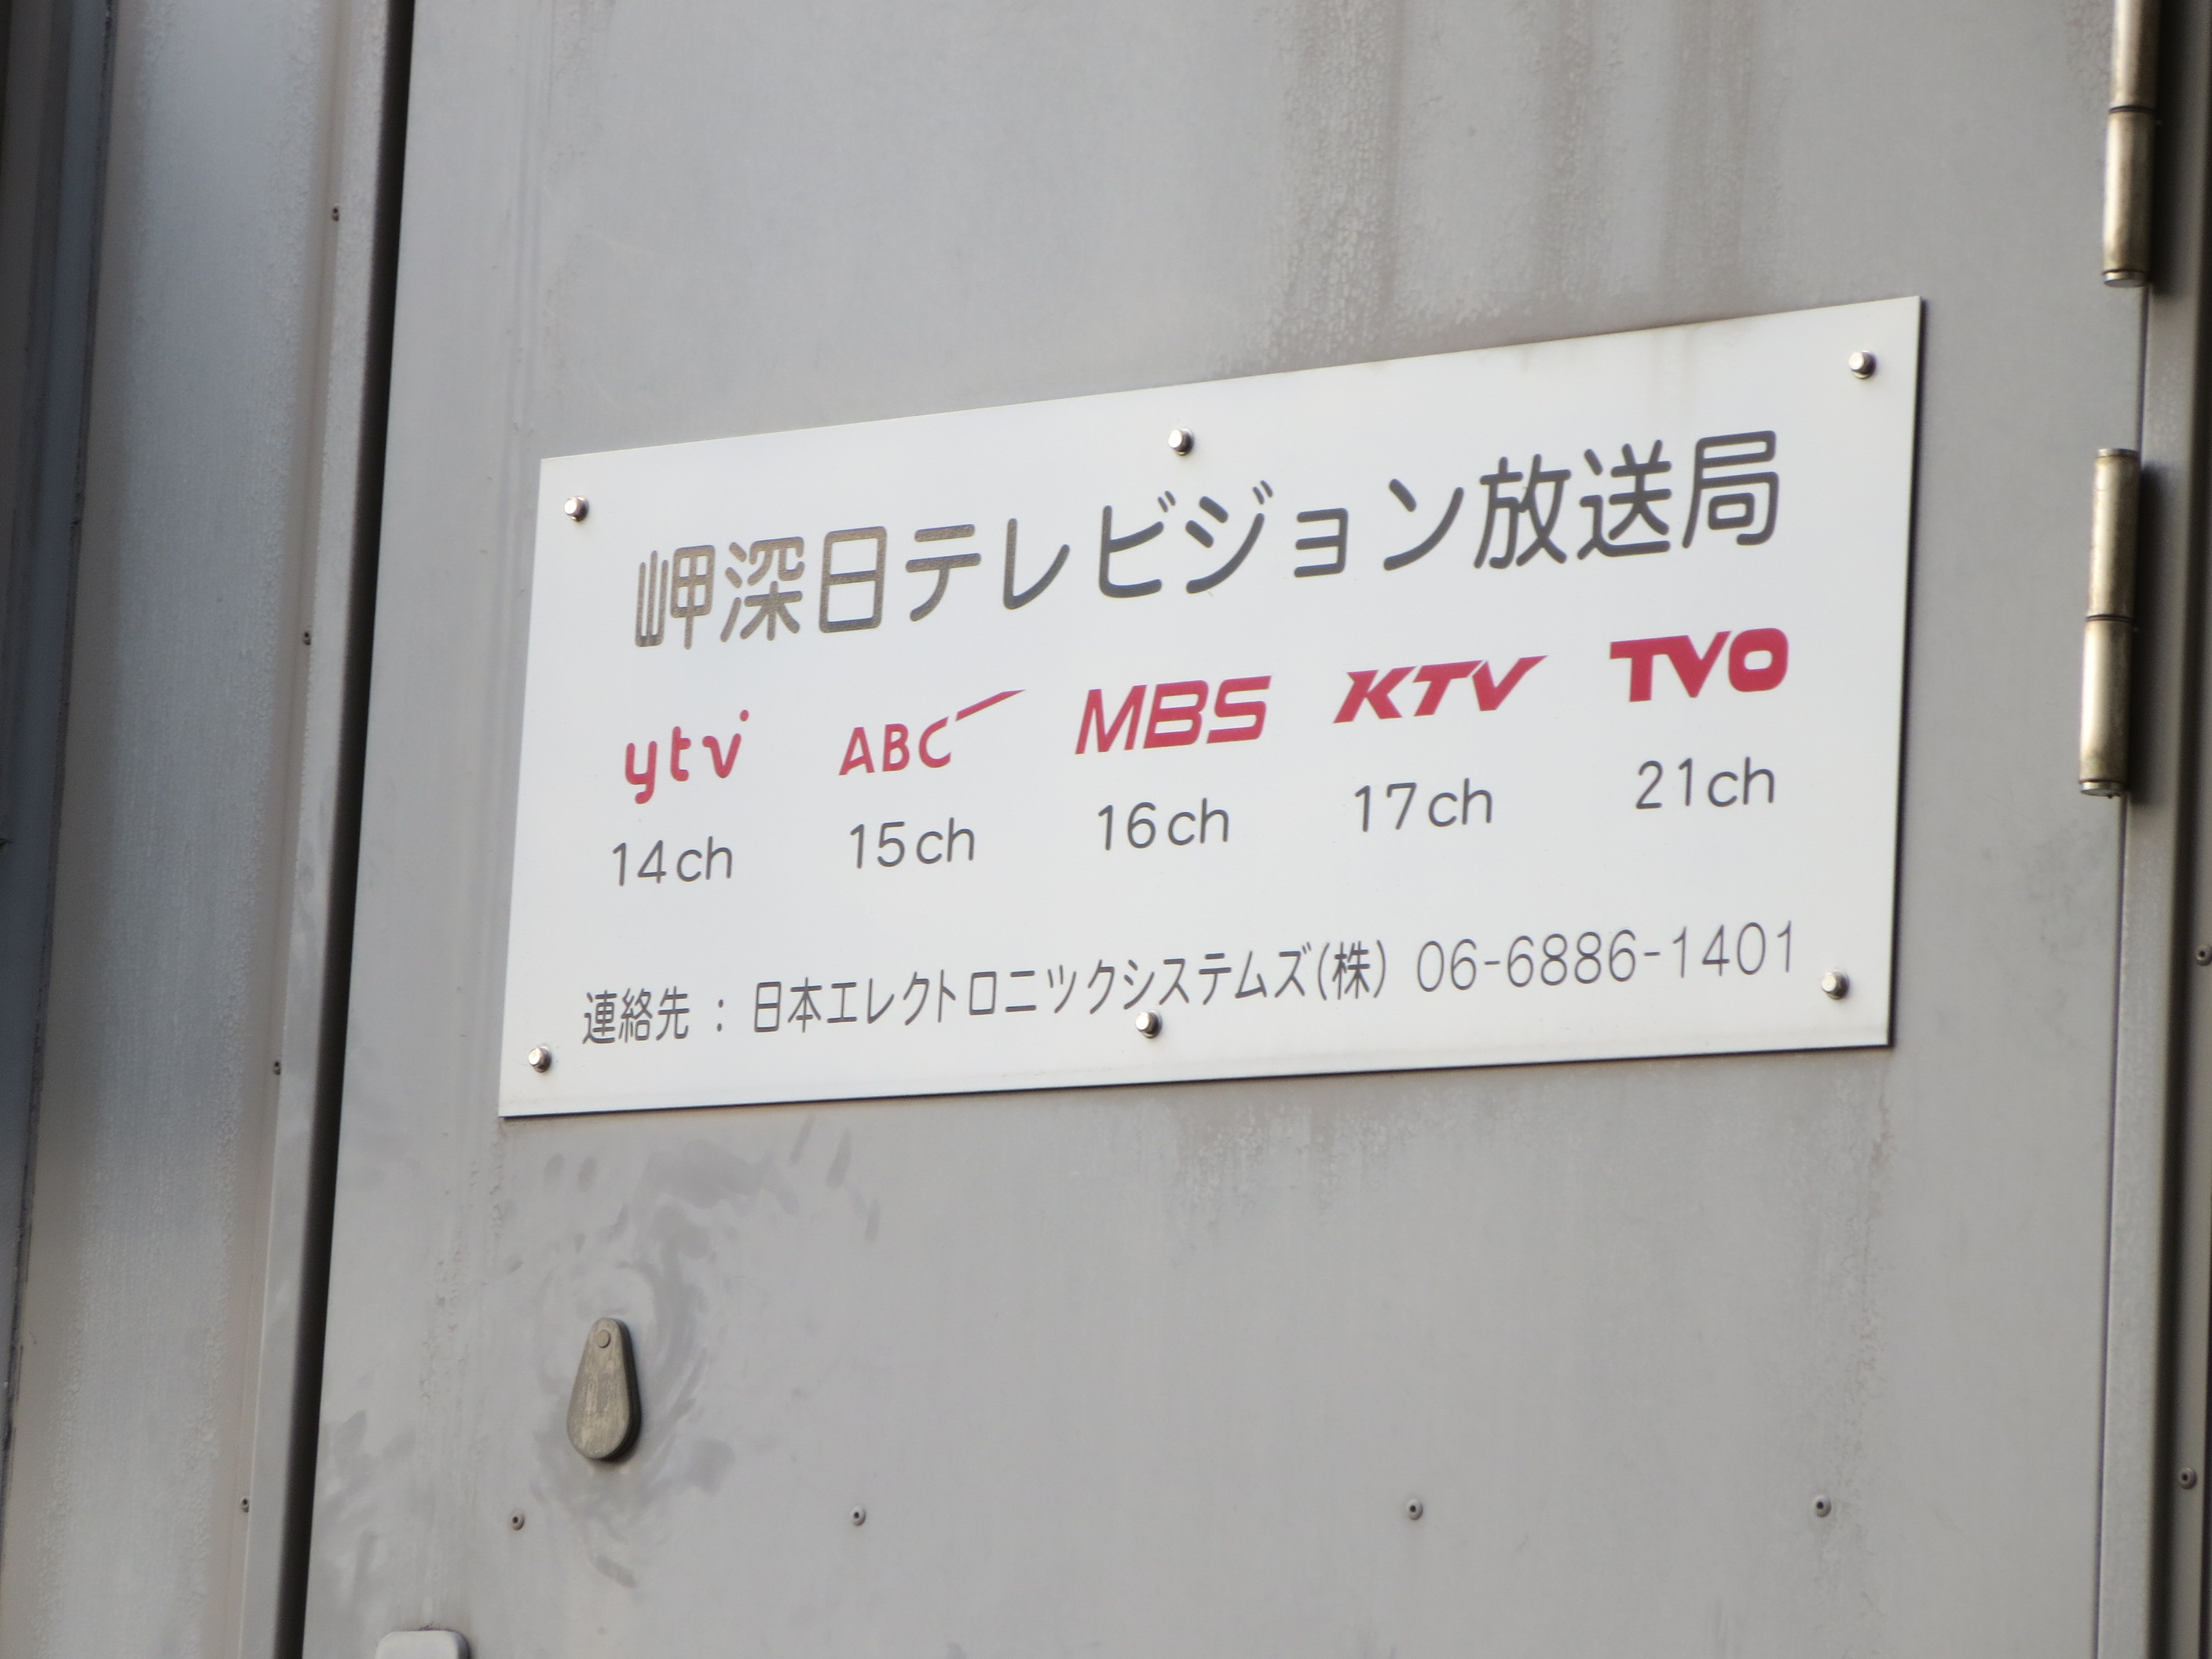 岬深日テレビジョン放送局
ytv ABC MBS KTV TVO
14ch 15ch 16ch 17ch 21ch
連絡先 : 日本エレクトロニックシステムズ(株) 06-6886-1401